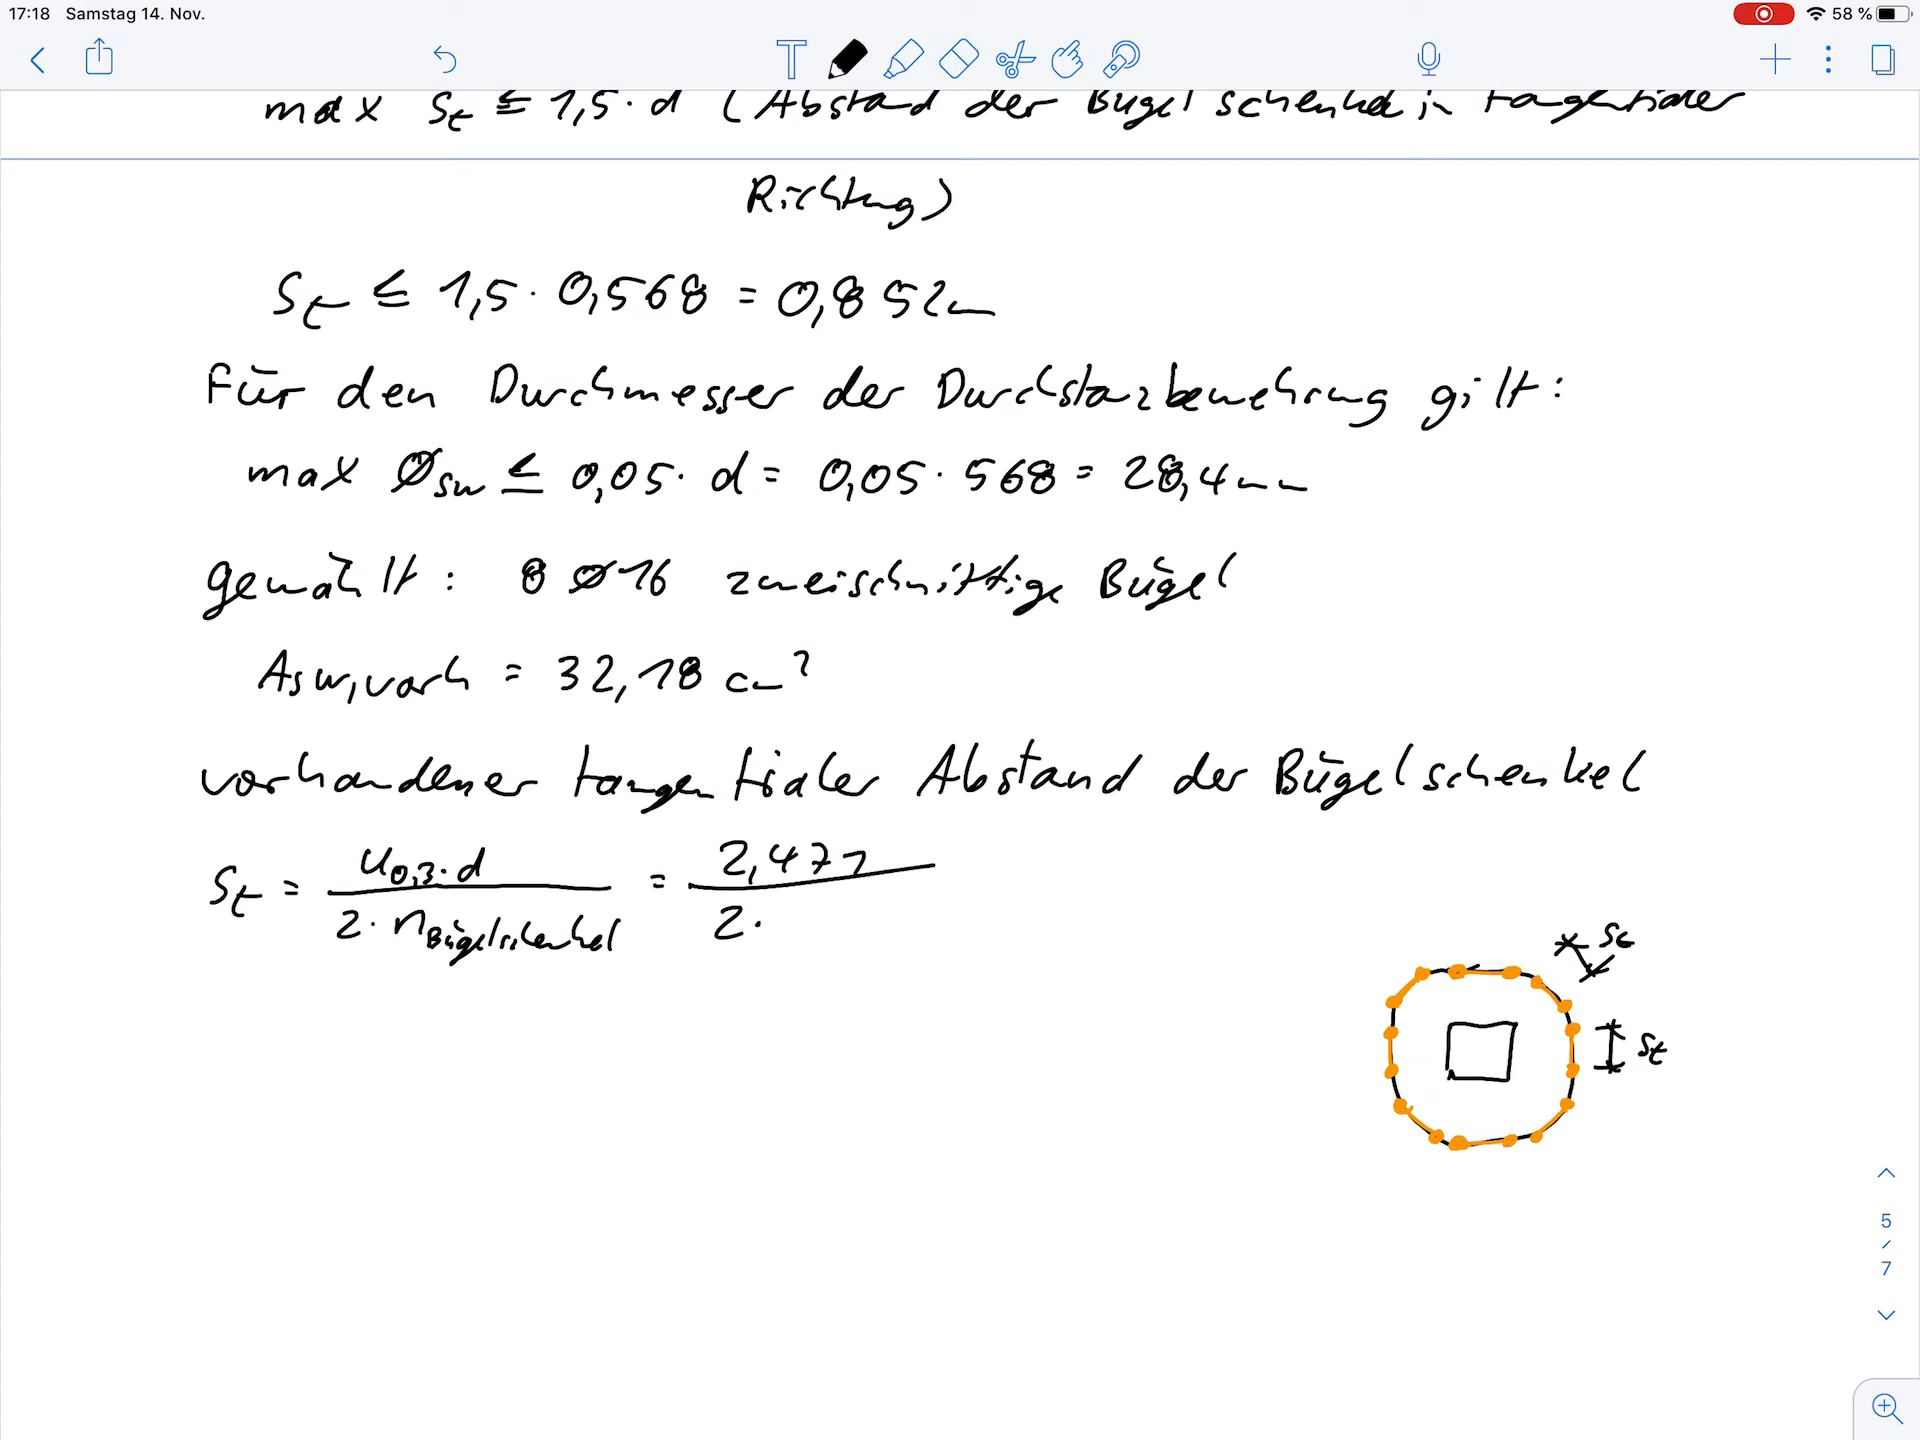 17:18 Samstag 14. Nov.
58 %
max St ≤ 1,5 · d (Abstand der Bügelschenkel in tangentialer
Richtung)
St ≤ 1,5 · 0,568 = 0,852m
Für den Durchmesser der Durchstanzbewehrung gilt:
max Øsw ≤ 0,05 · d = 0,05 · 568 = 28,4mm
gewählt: 8 Ø16 zweischnittige Bügel
Asw,vorh = 32,18 cm²
vorhandener tangentialer Abstand der Bügelschenkel
St = u0,3·d / 2 · nBügelschenkel = 2,471 / 2 ·
St
St
5
/
7